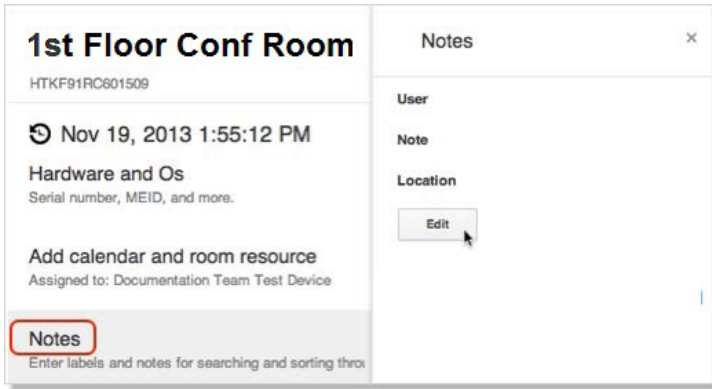 1st Floor Conf Room
HTKF91RC601509
Nov 19, 2013 1:55:12 PM
Hardware and Os
Serial number, MEID, and more.
Add calendar and room resource
Assigned to: Documentation Team Test Device
Notes
Enter labels and notes for searching and sorting
Notes
×
User
Note
Location
Edit